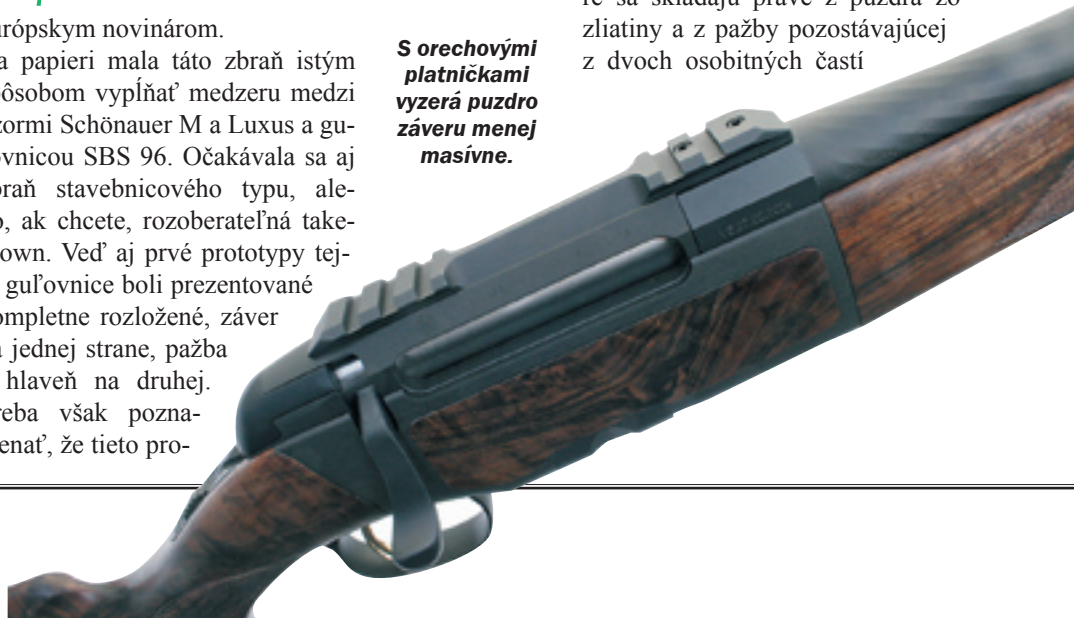 urópskym novinárom.
a papieri mala táto zbraň istým
ôsobom vypĺňať medzeru medzi
zormi Schönauer M a Luxus a gu-
ovnicou SBS 96. Očakávala sa aj
braň stavebnicového typu, ale-
o, ak chcete, rozoberateľná take-
own. Veď aj prvé prototypy tej-
guľovnice boli prezentované
ompletne rozložené, záver
a jednej strane, pažba
hlaveň na druhej.
reba však pozna-
enať, že tieto pro-
S orechovými
platničkami
vyzerá puzdro
záveru menej
masívne.
re sa skladajú práve z puzdra zo
zliatiny a z pažby pozostávajúcej
z dvoch osobitných častí